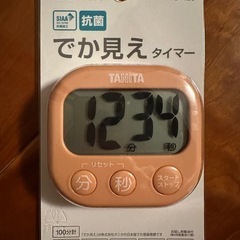 SIAA
抗菌
でか見え タイマー
TANITA
1234
分 秒
リセット
分 秒 スタート
ストップ
100分計